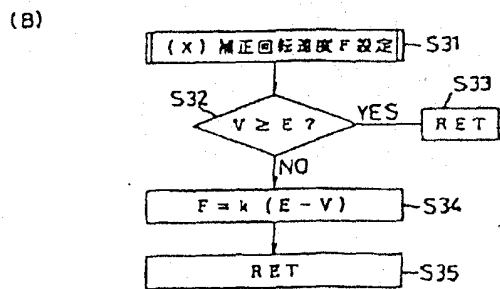 (B)
(X) 補正回転速度F設定 S31
S32
S33
V ≥ E ?
YES
RET
NO
F = k (E - V) S34
RET S35